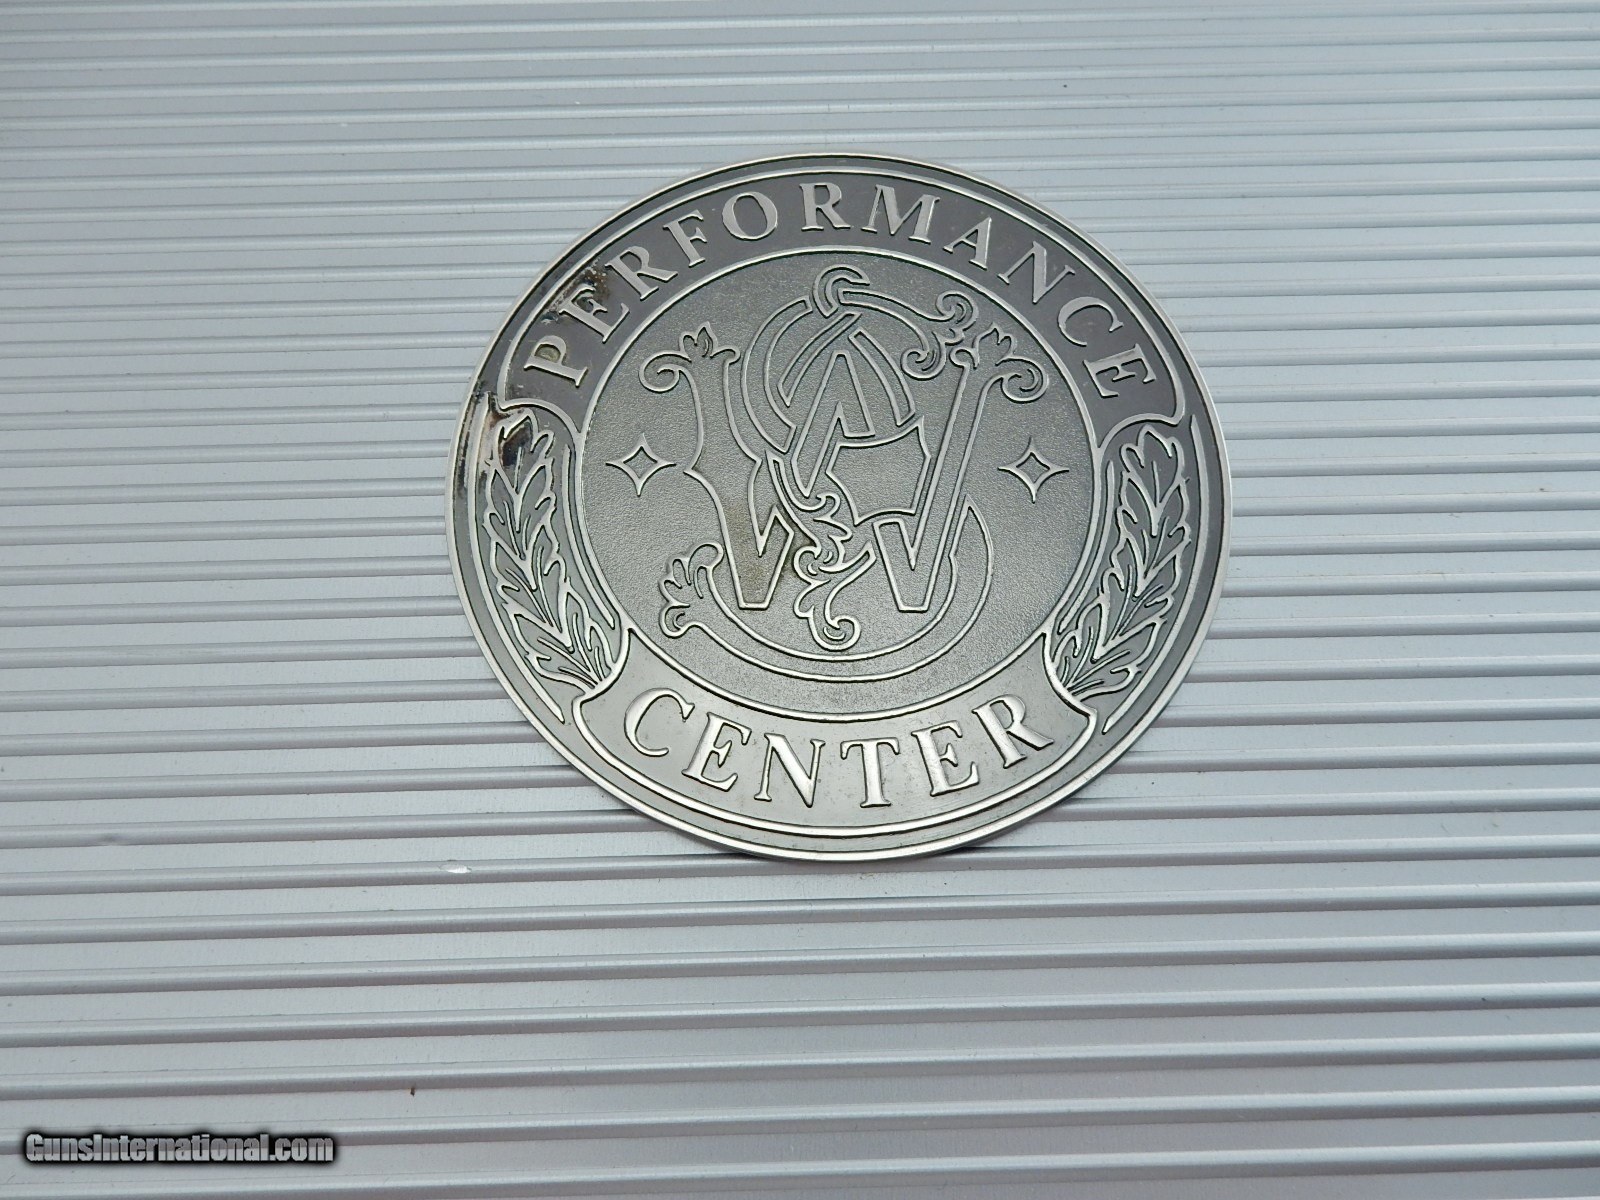 PERFORMANCE
S&W
CENTER
GunsInternational.com